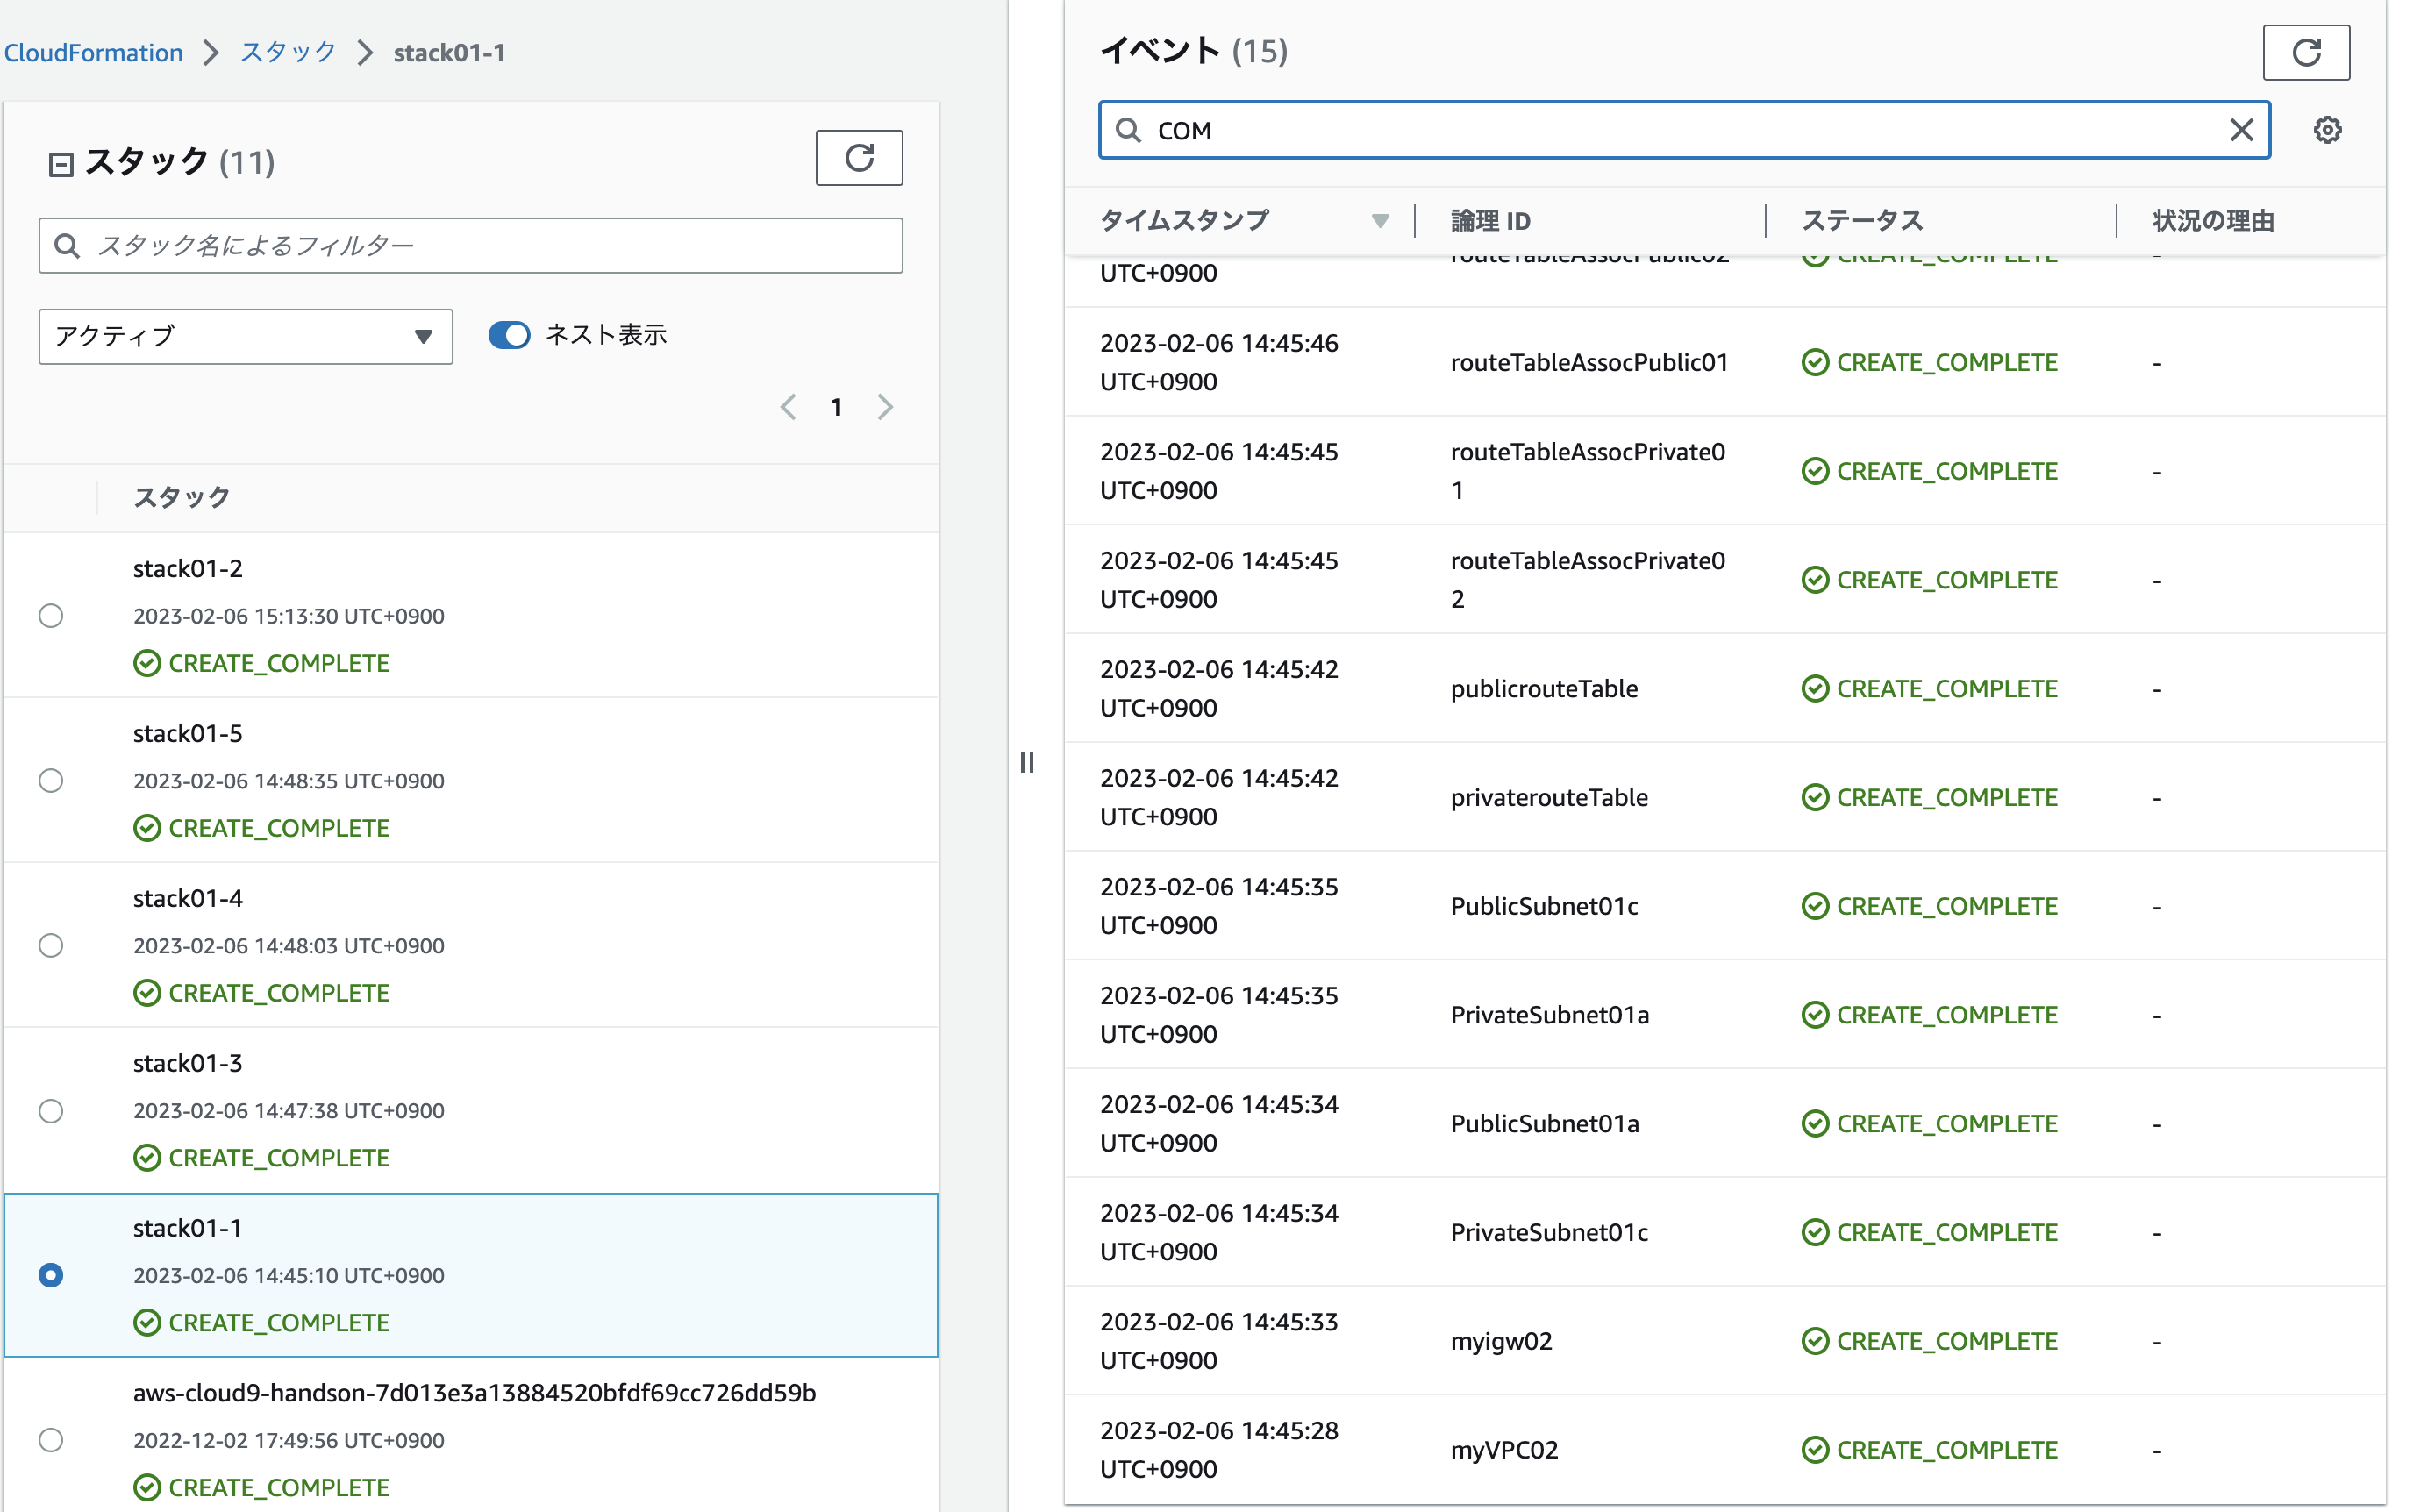 CloudFormation > スタック > stack01-1
スタック (11)
スタック名によるフィルター
アクティブ
ネスト表示
1
スタック
stack01-2
2023-02-06 15:13:30 UTC+0900
CREATE_COMPLETE
stack01-5
2023-02-06 14:48:35 UTC+0900
CREATE_COMPLETE
stack01-4
2023-02-06 14:48:03 UTC+0900
CREATE_COMPLETE
stack01-3
2023-02-06 14:47:38 UTC+0900
CREATE_COMPLETE
stack01-1
2023-02-06 14:45:10 UTC+0900
CREATE_COMPLETE
aws-cloud9-handson-7d013e3a13884520bfdf69cc726dd59b
2022-12-02 17:49:56 UTC+0900
CREATE_COMPLETE
イベント (15)
COM
タイムスタンプ 論理 ID ステータス 状況の理由
routeTableAssocPublic02 CREATE_COMPLETE -
UTC+0900
2023-02-06 14:45:46
UTC+0900
routeTableAssocPublic01
CREATE_COMPLETE
-
2023-02-06 14:45:45
UTC+0900
routeTableAssocPrivate0
1
CREATE_COMPLETE
-
2023-02-06 14:45:45
UTC+0900
routeTableAssocPrivate0
2
CREATE_COMPLETE
-
2023-02-06 14:45:42
UTC+0900
publicrouteTable
CREATE_COMPLETE
-
2023-02-06 14:45:42
UTC+0900
privaterouteTable
CREATE_COMPLETE
-
2023-02-06 14:45:35
UTC+0900
PublicSubnet01c
CREATE_COMPLETE
-
2023-02-06 14:45:35
UTC+0900
PrivateSubnet01a
CREATE_COMPLETE
-
2023-02-06 14:45:34
UTC+0900
PublicSubnet01a
CREATE_COMPLETE
-
2023-02-06 14:45:34
UTC+0900
PrivateSubnet01c
CREATE_COMPLETE
-
2023-02-06 14:45:33
UTC+0900
myigw02
CREATE_COMPLETE
-
2023-02-06 14:45:28
UTC+0900
myVPC02
CREATE_COMPLETE
-